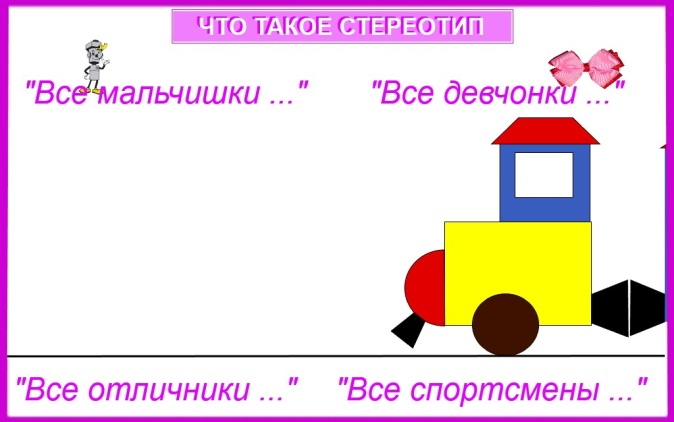 ЧТО ТАКОЕ СТЕРЕОТИП
"Все мальчишки ..." "Все девчонки ..."
"Все отличники ..." "Все спортсмены ..."